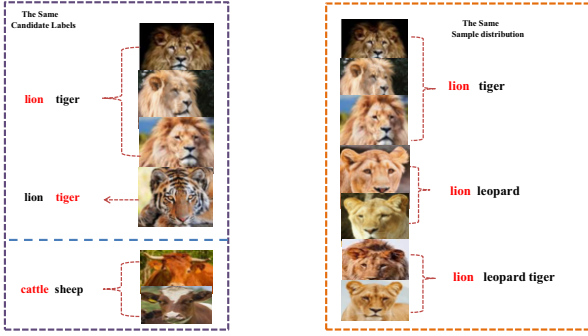 The Same
Candidate Labels
lion tiger
lion tiger
cattle sheep
The Same
Sample distribution
lion tiger
lion leopard
lion leopard tiger